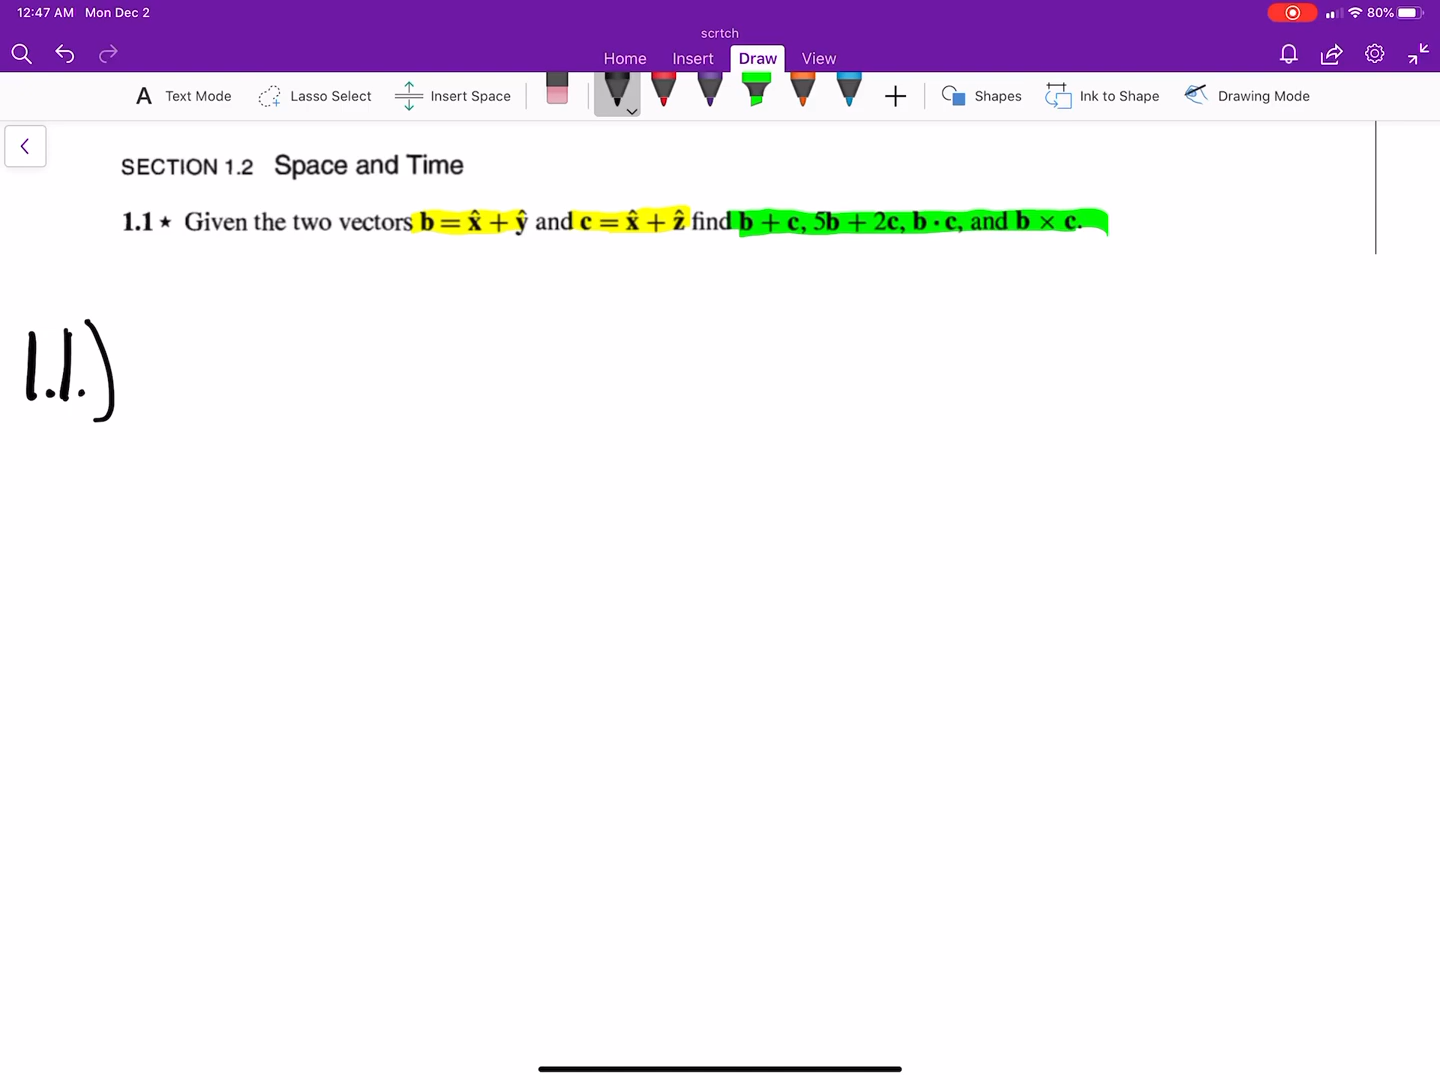 12:47 AM Mon Dec 2
80%
scrtch
Home Insert Draw View
A Text Mode Lasso Select Insert Space Shapes Ink to Shape Drawing Mode
SECTION 1.2 Space and Time
1.1 ⋆ Given the two vectors b = x̂ + ŷ and c = x̂ + ẑ find b + c, 5b + 2c, b · c, and b × c.
1.1.)